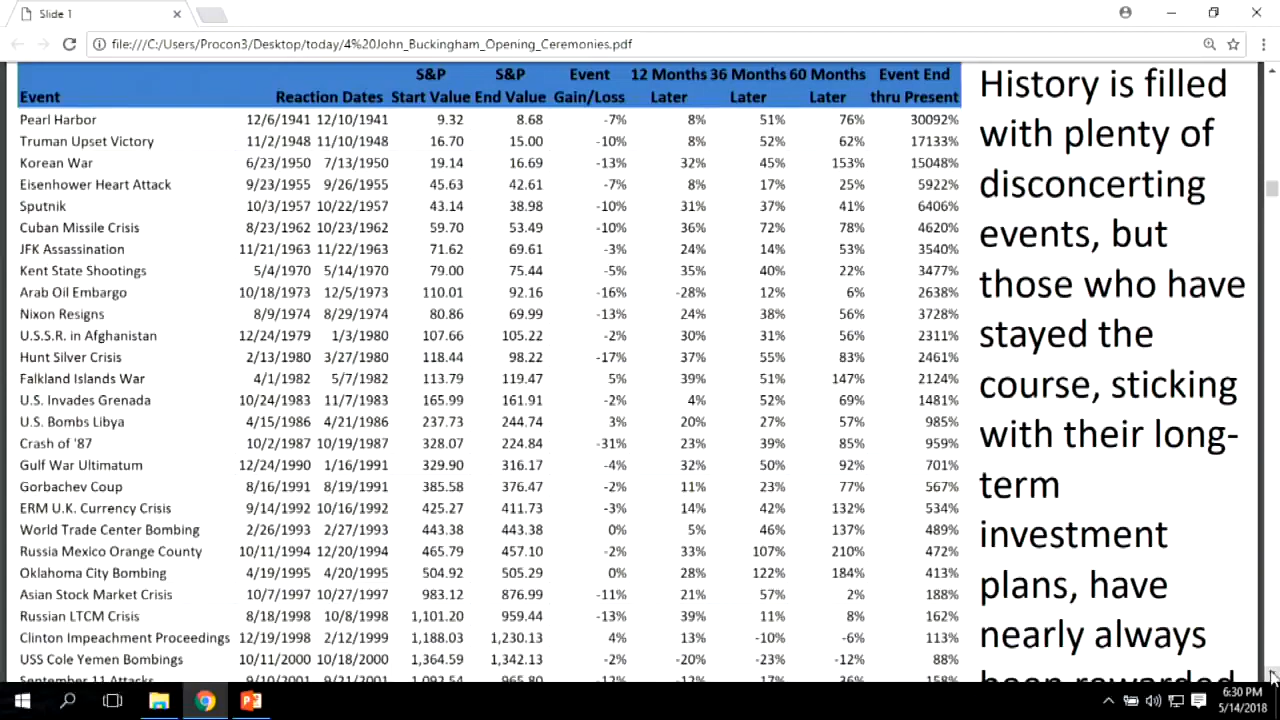 Slide 1
file:///C:/Users/Procon3/Desktop/today/4%20John_Buckingham_Opening_Ceremonies.pdf
S&P S&P Event 12 Months 36 Months 60 Months Event End
Event Reaction Dates Start Value End Value Gain/Loss Later Later Later thru Present
Pearl Harbor 12/6/1941 12/10/1941 9.32 8.68 -7% 8% 51% 76% 30092%
Truman Upset Victory 11/2/1948 11/10/1948 16.70 15.00 -10% 8% 52% 62% 17133%
Korean War 6/23/1950 7/13/1950 19.14 16.69 -13% 32% 45% 153% 15048%
Eisenhower Heart Attack 9/23/1955 9/26/1955 45.63 42.61 -7% 8% 17% 25% 5922%
Sputnik 10/3/1957 10/22/1957 43.14 38.98 -10% 31% 37% 41% 6406%
Cuban Missile Crisis 8/23/1962 10/23/1962 59.70 53.49 -10% 36% 72% 78% 4620%
JFK Assassination 11/21/1963 11/22/1963 71.62 69.61 -3% 24% 14% 53% 3540%
Kent State Shootings 5/4/1970 5/14/1970 79.00 75.44 -5% 35% 40% 22% 3477%
Arab Oil Embargo 10/18/1973 12/5/1973 110.01 92.16 -16% -28% 12% 6% 2638%
Nixon Resigns 8/9/1974 8/29/1974 80.86 69.99 -13% 24% 38% 56% 3728%
U.S.S.R. in Afghanistan 12/24/1979 1/3/1980 107.66 105.22 -2% 30% 31% 56% 2311%
Hunt Silver Crisis 2/13/1980 3/27/1980 118.44 98.22 -17% 37% 55% 83% 2461%
Falkland Islands War 4/1/1982 5/7/1982 113.79 119.47 5% 39% 51% 147% 2124%
U.S. Invades Grenada 10/24/1983 11/7/1983 165.99 161.91 -2% 4% 52% 69% 1481%
U.S. Bombs Libya 4/15/1986 4/21/1986 237.73 244.74 3% 20% 27% 57% 985%
Crash of '87 10/2/1987 10/19/1987 328.07 224.84 -31% 23% 39% 85% 959%
Gulf War Ultimatum 12/24/1990 1/16/1991 329.90 316.17 -4% 32% 50% 92% 701%
Gorbachev Coup 8/16/1991 8/19/1991 385.58 376.47 -2% 11% 23% 77% 567%
ERM U.K. Currency Crisis 9/14/1992 10/16/1992 425.27 411.73 -3% 14% 42% 132% 534%
World Trade Center Bombing 2/26/1993 2/27/1993 443.38 443.38 0% 5% 46% 137% 489%
Russia Mexico Orange County 10/11/1994 12/20/1994 465.79 457.10 -2% 33% 107% 210% 472%
Oklahoma City Bombing 4/19/1995 4/20/1995 504.92 505.29 0% 28% 122% 184% 413%
Asian Stock Market Crisis 10/7/1997 10/27/1997 983.12 876.99 -11% 21% 57% 2% 188%
Russian LTCM Crisis 8/18/1998 10/8/1998 1,101.20 959.44 -13% 39% 11% 8% 162%
Clinton Impeachment Proceedings 12/19/1998 2/12/1999 1,188.03 1,230.13 4% 13% -10% -6% 113%
USS Cole Yemen Bombings 10/11/2000 10/18/2000 1,364.59 1,342.13 -2% -20% -23% -12% 88%
September 11 Attacks 9/10/2001 9/21/2001 1,092.54 965.80 -12% -12% 17% 36% 158%
History is filled
with plenty of
disconcerting
events, but
those who have
stayed the
course, sticking
with their long-
term
investment
plans, have
nearly always
been rewarded
6:30 PM
5/14/2018